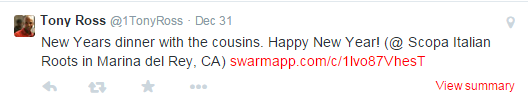 Tony Ross @1TonyRoss · Dec 31
New Years dinner with the cousins. Happy New Year! (@ Scopa Italian
Roots in Marina del Rey, CA) swarmapp.com/c/1lvo87VhesT
View summary